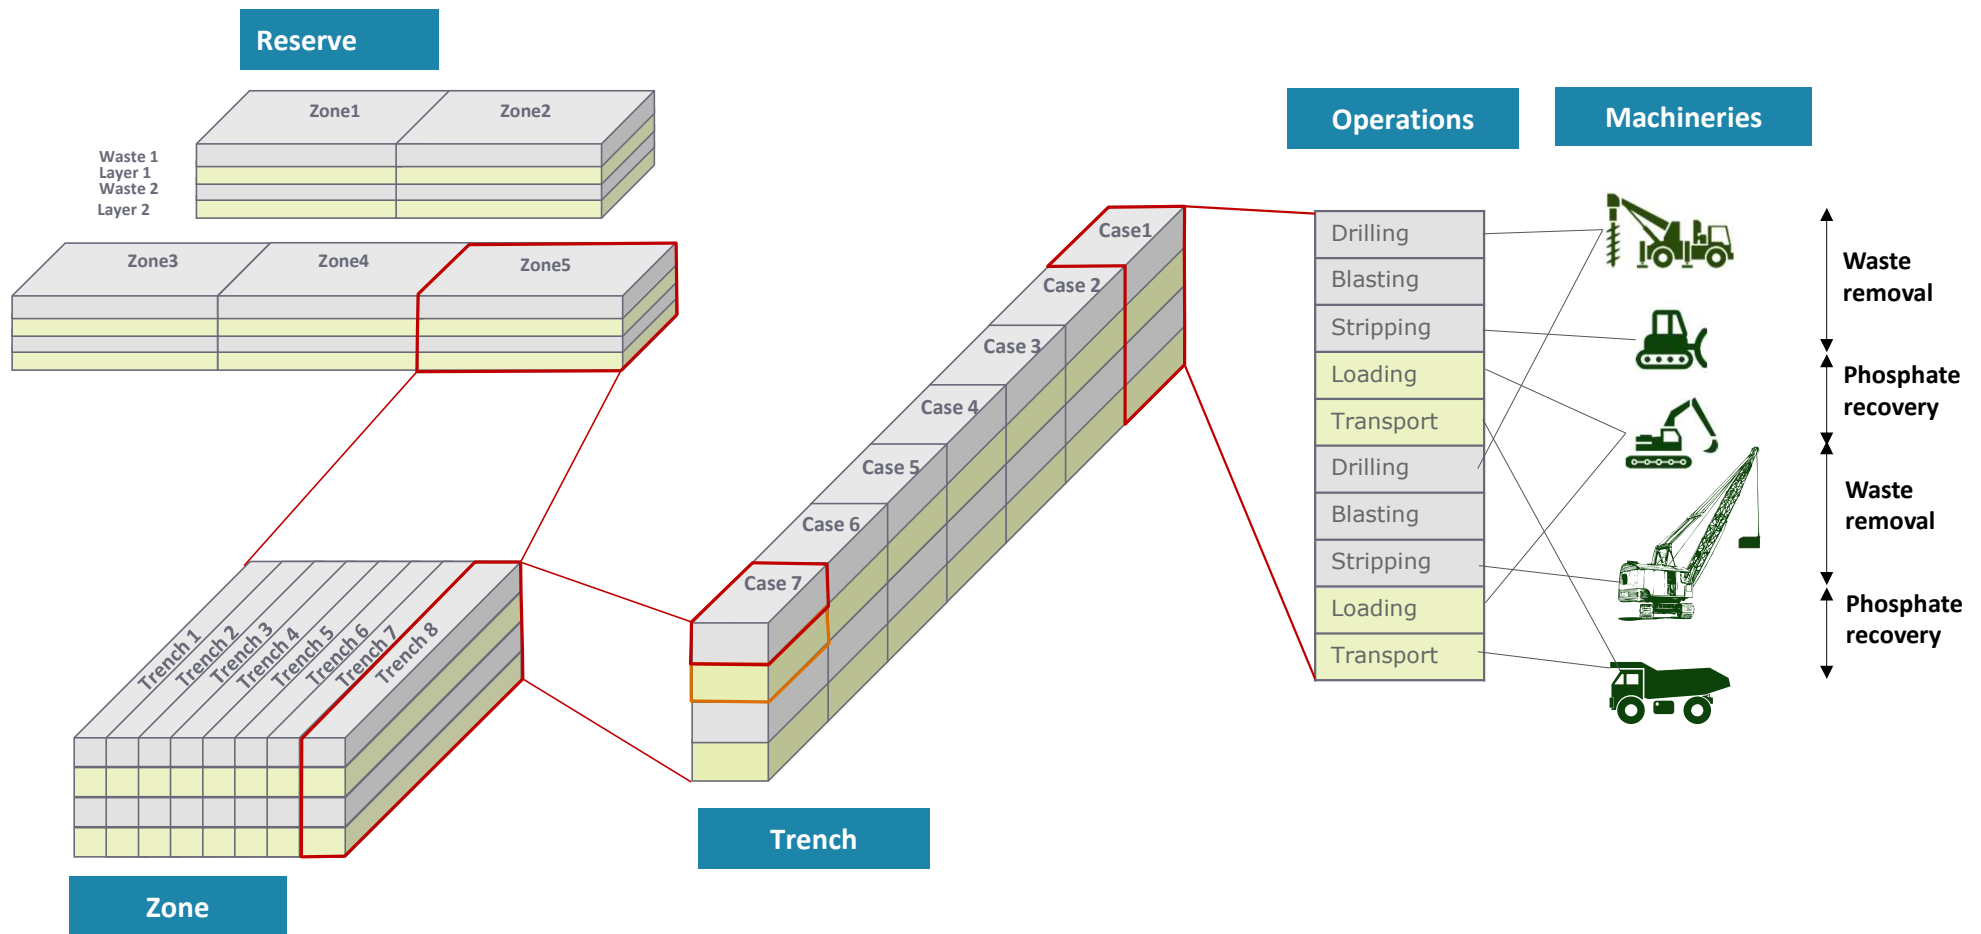 Reserve
Zone1
Zone2
Waste 1
Layer 1
Waste 2
Layer 2
Zone3
Zone4
Zone5
Trench 1
Trench 2
Trench 3
Trench 4
Trench 5
Trench 6
Trench 7
Trench 8
Zone
Case1
Case 2
Case 3
Case 4
Case 5
Case 6
Case 7
Trench
Operations
Machineries
Drilling
Blasting
Stripping
Loading
Transport
Drilling
Blasting
Stripping
Loading
Transport
Waste
removal
Phosphate
recovery
Waste
removal
Phosphate
recovery